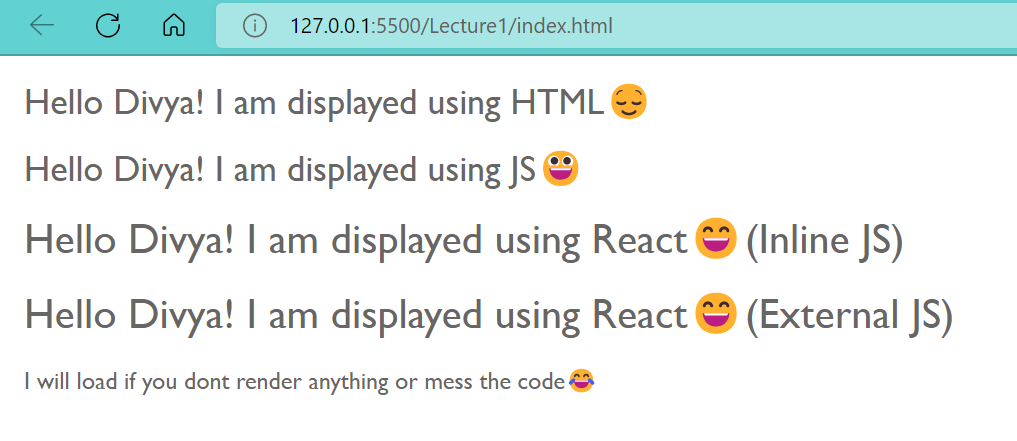 127.0.0.1:5500/Lecture1/index.html
Hello Divya! I am displayed using HTML😌
Hello Divya! I am displayed using JS😀
Hello Divya! I am displayed using React😄(Inline JS)
Hello Divya! I am displayed using React😄(External JS)
I will load if you dont render anything or mess the code😂